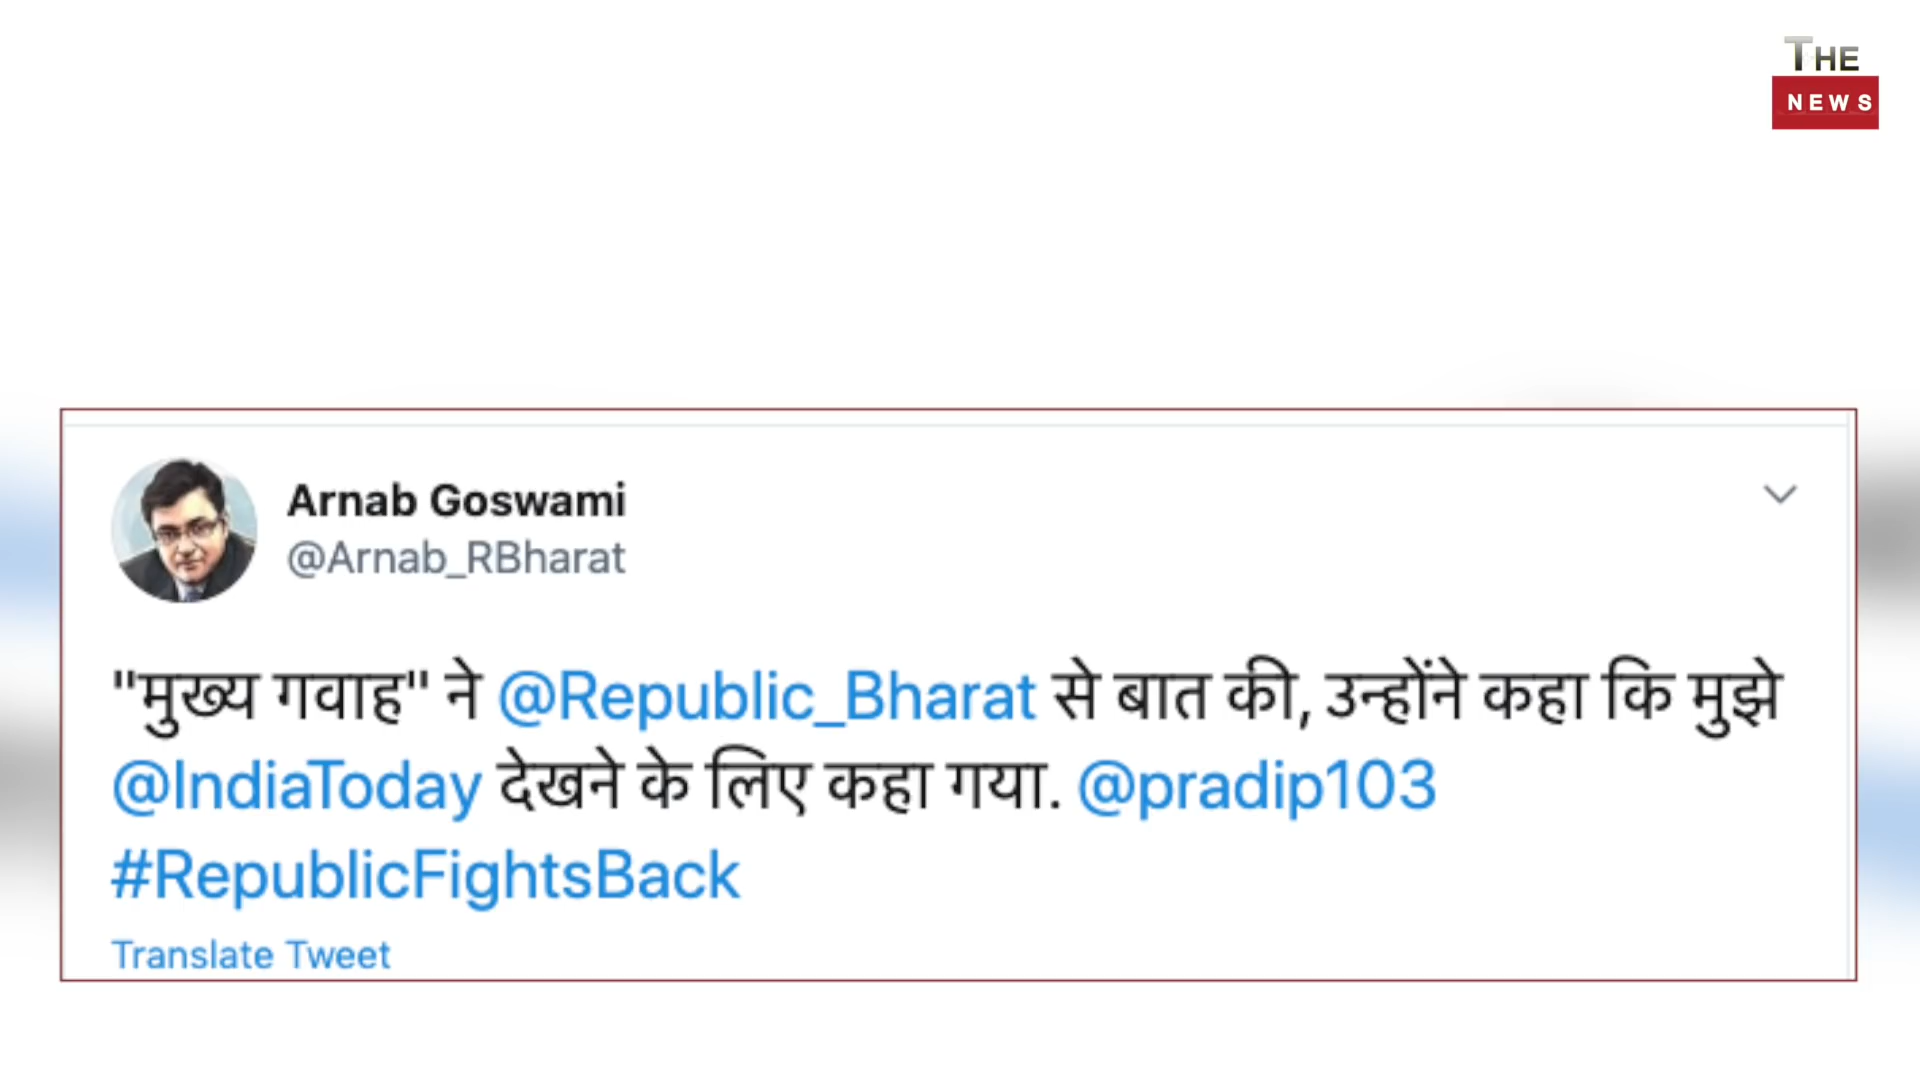 THE
NEWS
Arnab Goswami
@Arnab_RBharat
"मुख्य गवाह" ने @Republic_Bharat से बात की, उन्होंने कहा कि मुझे
@IndiaToday देखने के लिए कहा गया. @pradip103
#RepublicFightsBack
Translate Tweet